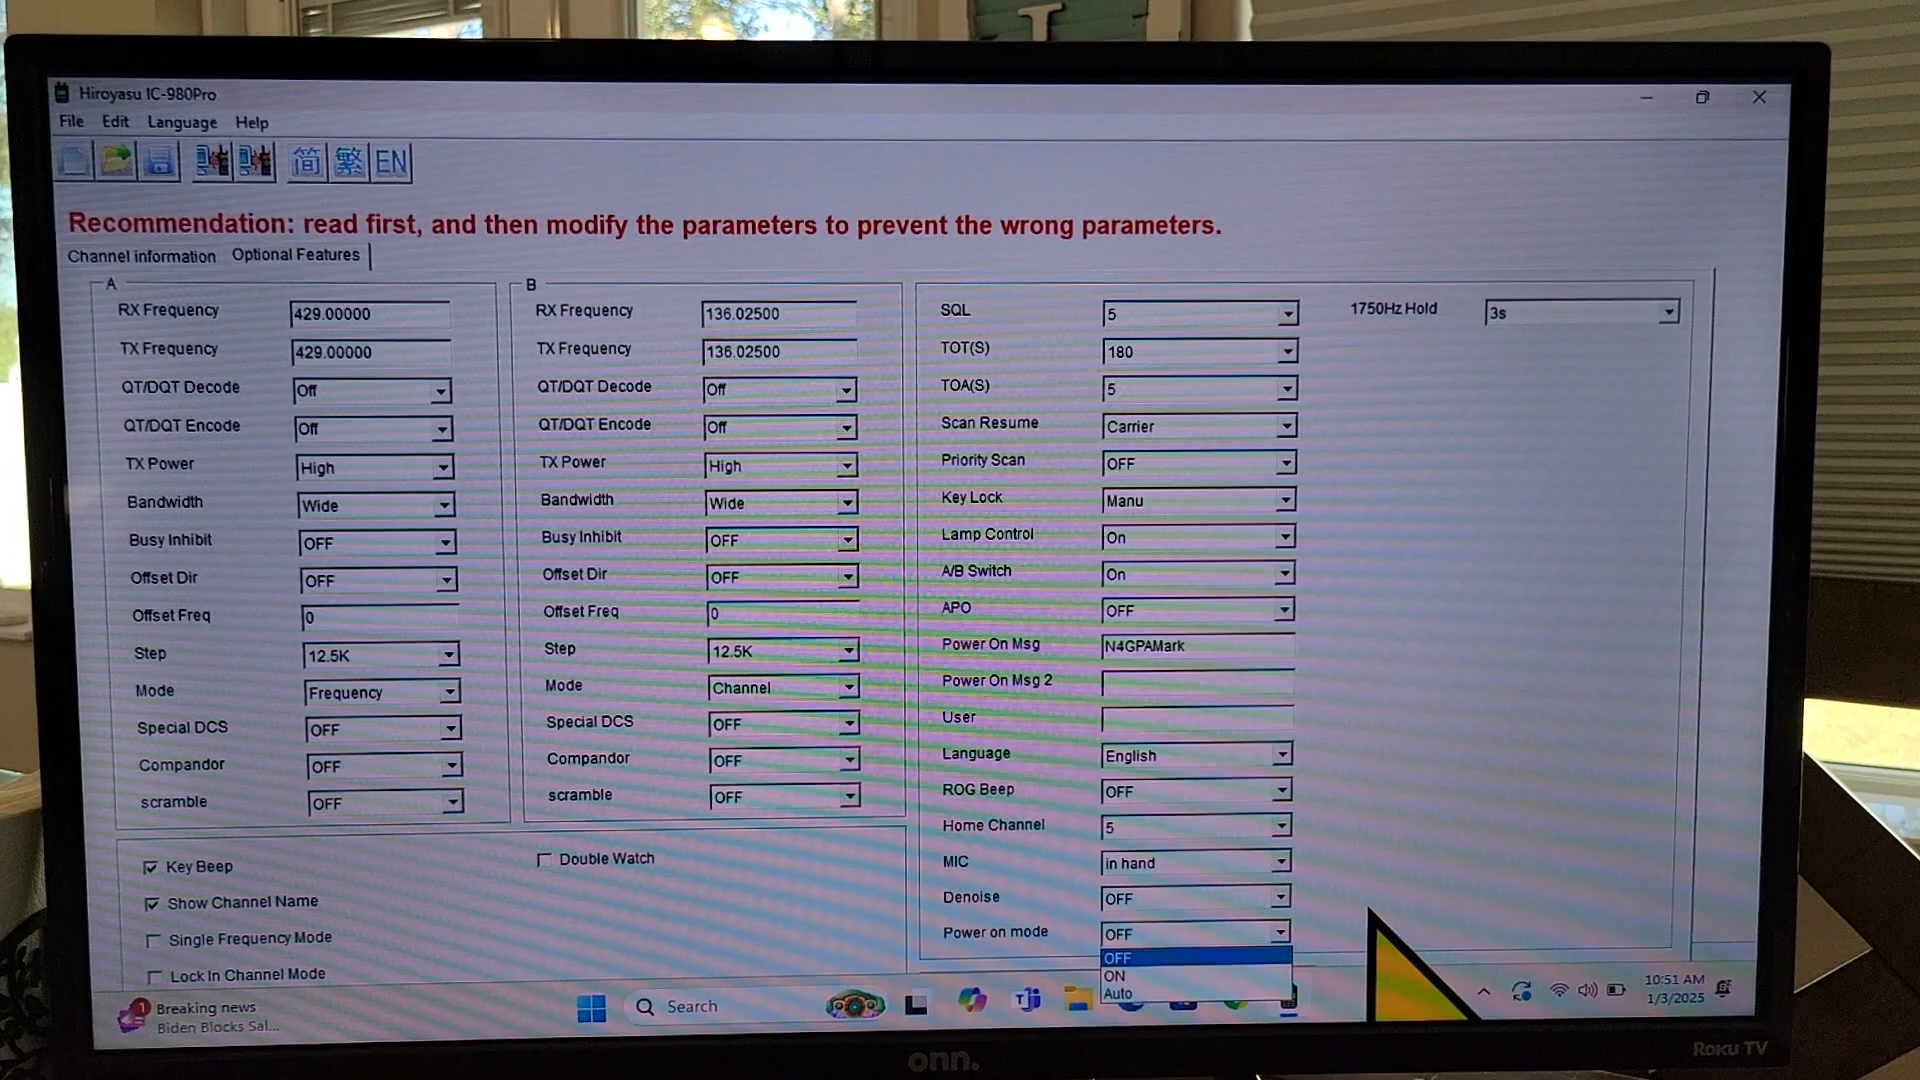 Hiroyasu IC-980Pro
File Edit Language Help
简 繁 EN
Recommendation: read first, and then modify the parameters to prevent the wrong parameters.
Channel information Optional Features
A
RX Frequency 429.00000
TX Frequency 429.00000
QT/DQT Decode Off
QT/DQT Encode Off
TX Power High
Bandwidth Wide
Busy Inhibit OFF
Offset Dir OFF
Offset Freq 0
Step 12.5K
Mode Frequency
Special DCS OFF
Compandor OFF
scramble OFF
B
RX Frequency 136.02500
TX Frequency 136.02500
QT/DQT Decode Off
QT/DQT Encode Off
TX Power High
Bandwidth Wide
Busy Inhibit OFF
Offset Dir OFF
Offset Freq 0
Step 12.5K
Mode Channel
Special DCS OFF
Compandor OFF
scramble OFF
SQL 5
TOT(S) 180
TOA(S) 5
Scan Resume Carrier
Priority Scan OFF
Key Lock Manu
Lamp Control On
A/B Switch On
APO OFF
Power On Msg N4GPAMark
Power On Msg 2
User
Language English
ROG Beep OFF
Home Channel 5
MIC in hand
Denoise OFF
Power on mode OFF
OFF
ON
Auto
1750Hz Hold 3s
Key Beep
Show Channel Name
Single Frequency Mode
Lock In Channel Mode
Double Watch
1
Breaking news
Biden Blocks Sal...
Search
10:51 AM
1/3/2025
onn.
Roku TV